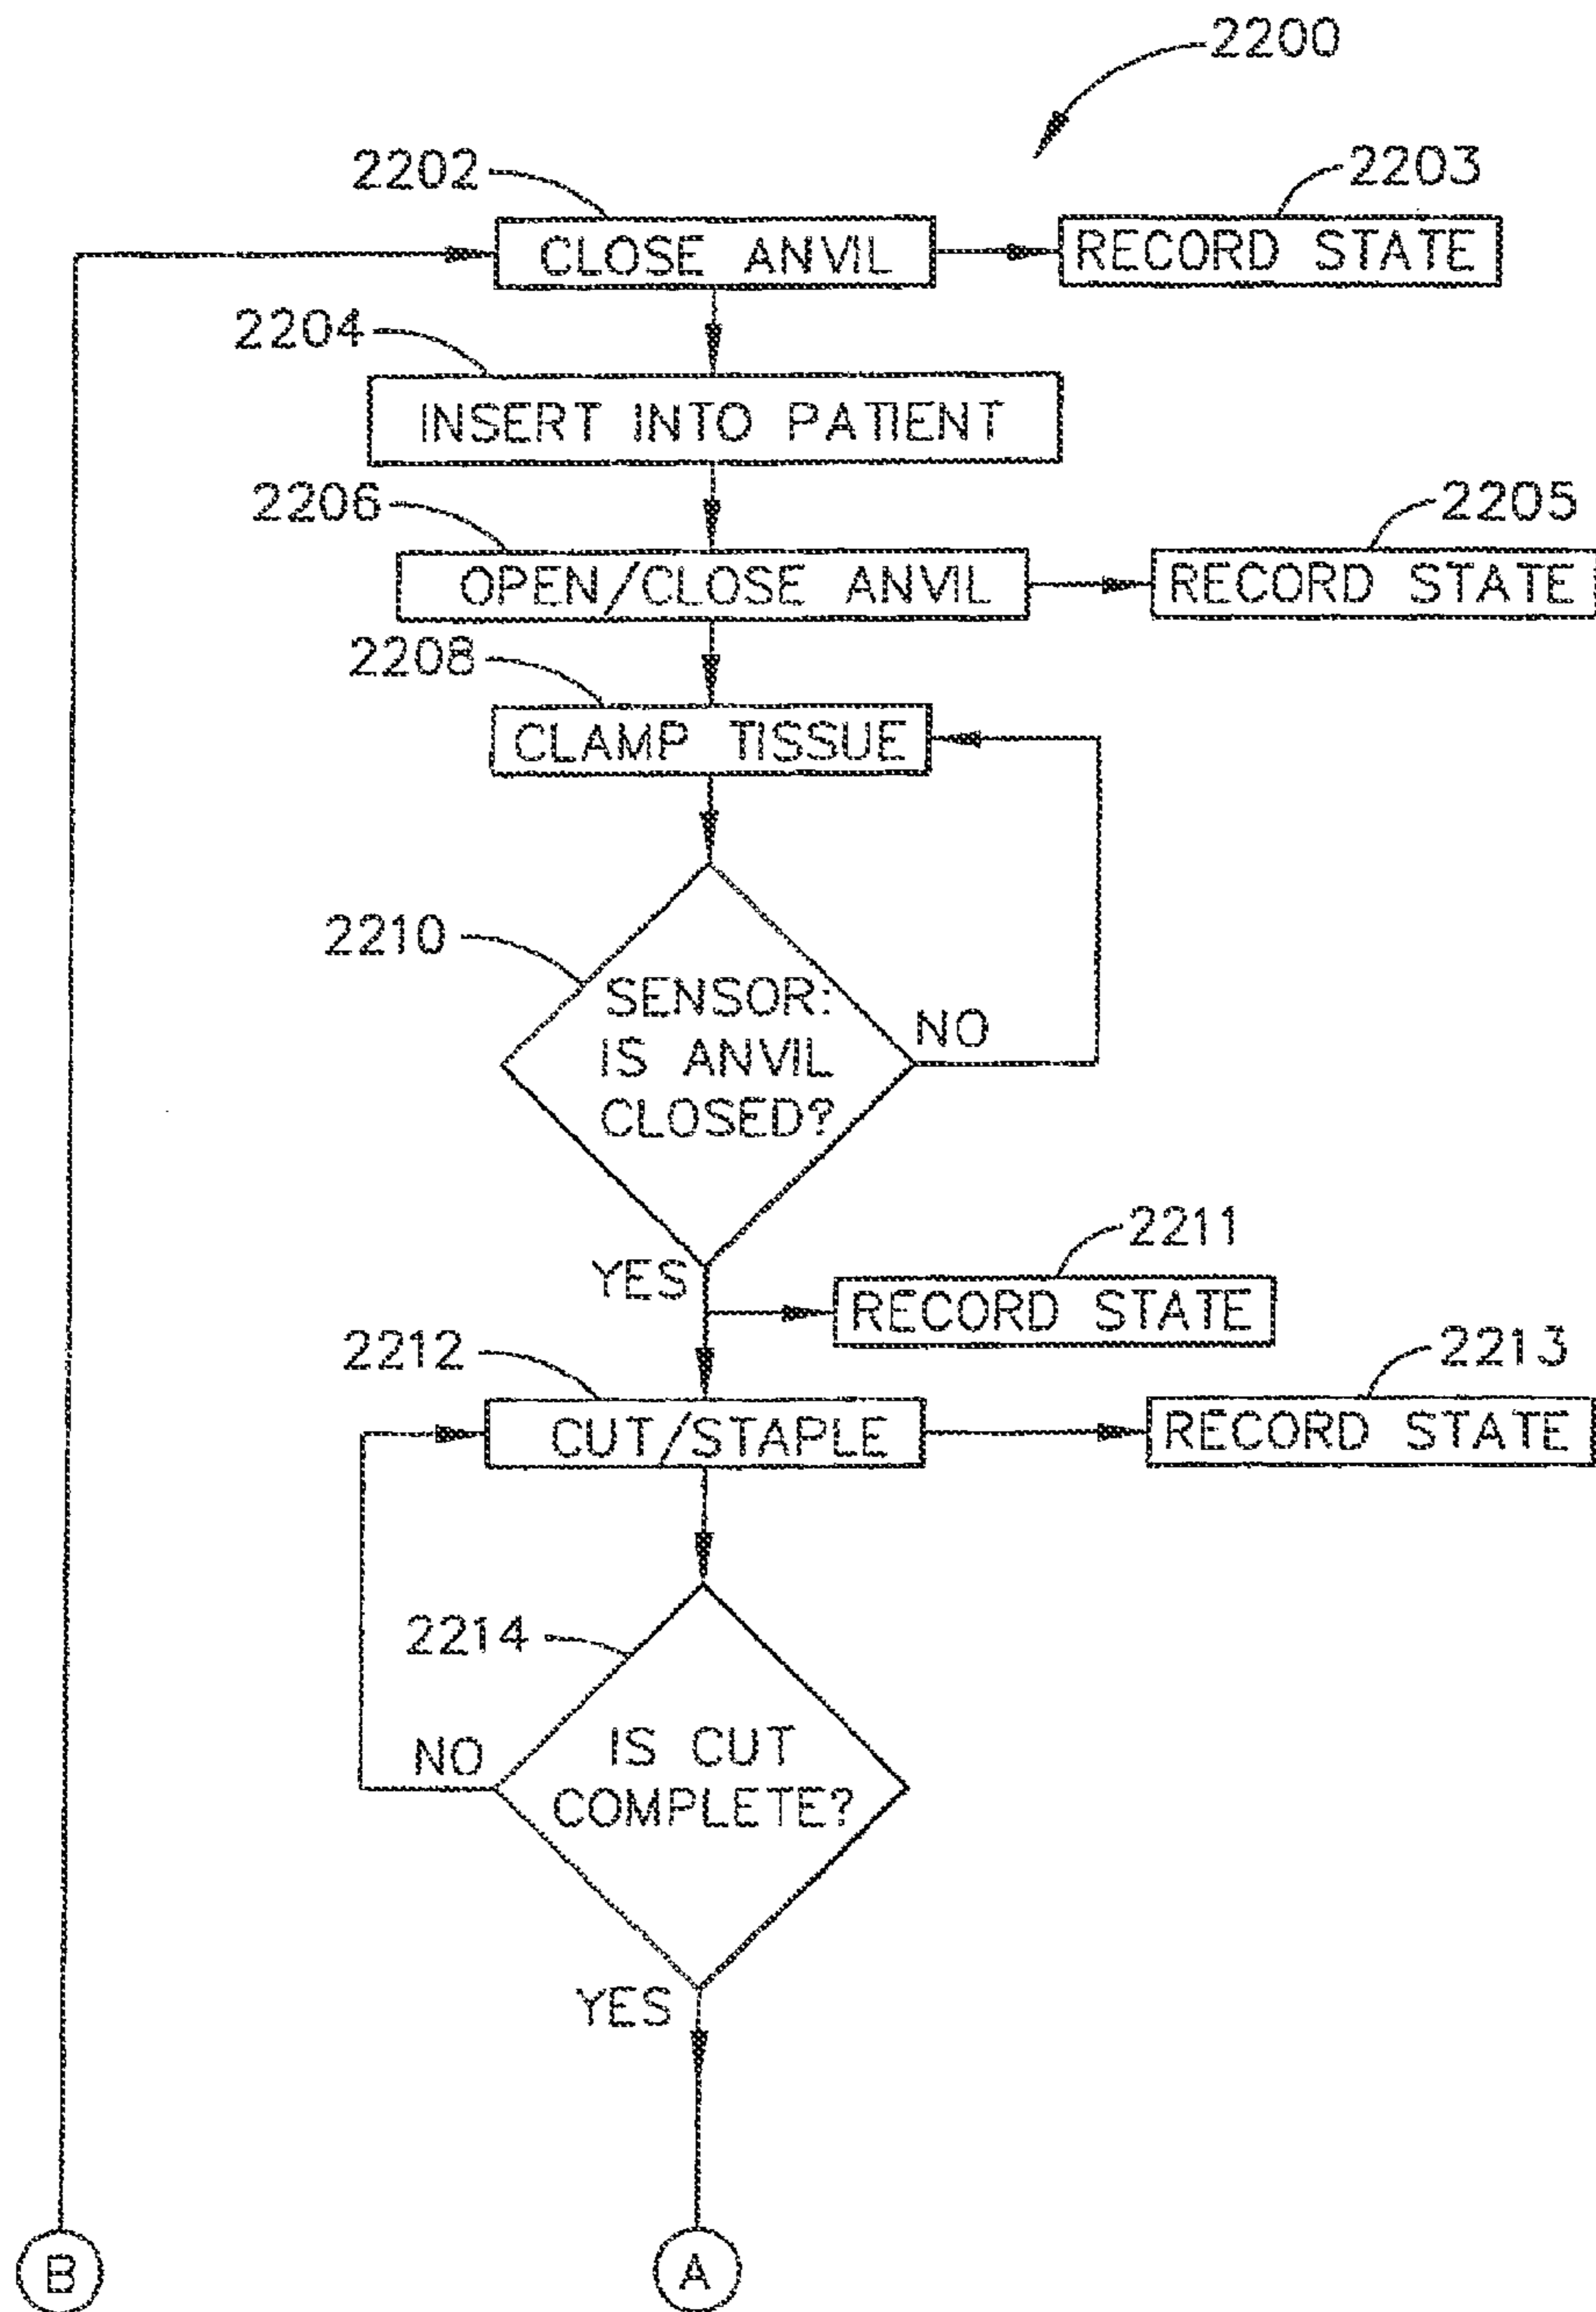 2200
2202
2203
CLOSE ANVIL
RECORD STATE
2204
INSERT INTO PATIENT
2206
2205
OPEN/CLOSE ANVIL
RECORD STATE
2208
CLAMP TISSUE
2210
SENSOR:
IS ANVIL
CLOSED?
NO
YES
2211
RECORD STATE
2212
2213
CUT/STAPLE
RECORD STATE
2214
IS CUT
COMPLETE?
NO
YES
B
A